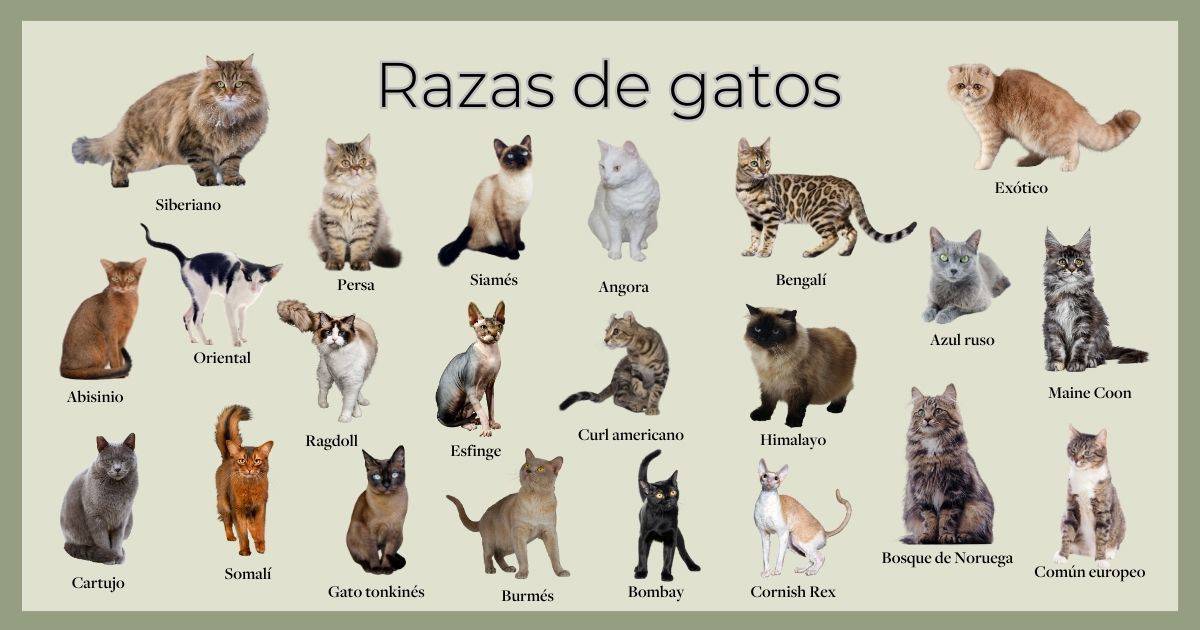 Razas de gatos
Siberiano
Persa
Siamés
Angora
Bengalí
Exótico
Abisinio
Oriental
Ragdoll
Esfinge
Curl americano
Himalayo
Azul ruso
Maine Coon
Cartujo
Somalí
Gato tonkinés
Burmés
Bombay
Cornish Rex
Bosque de Noruega
Común europeo